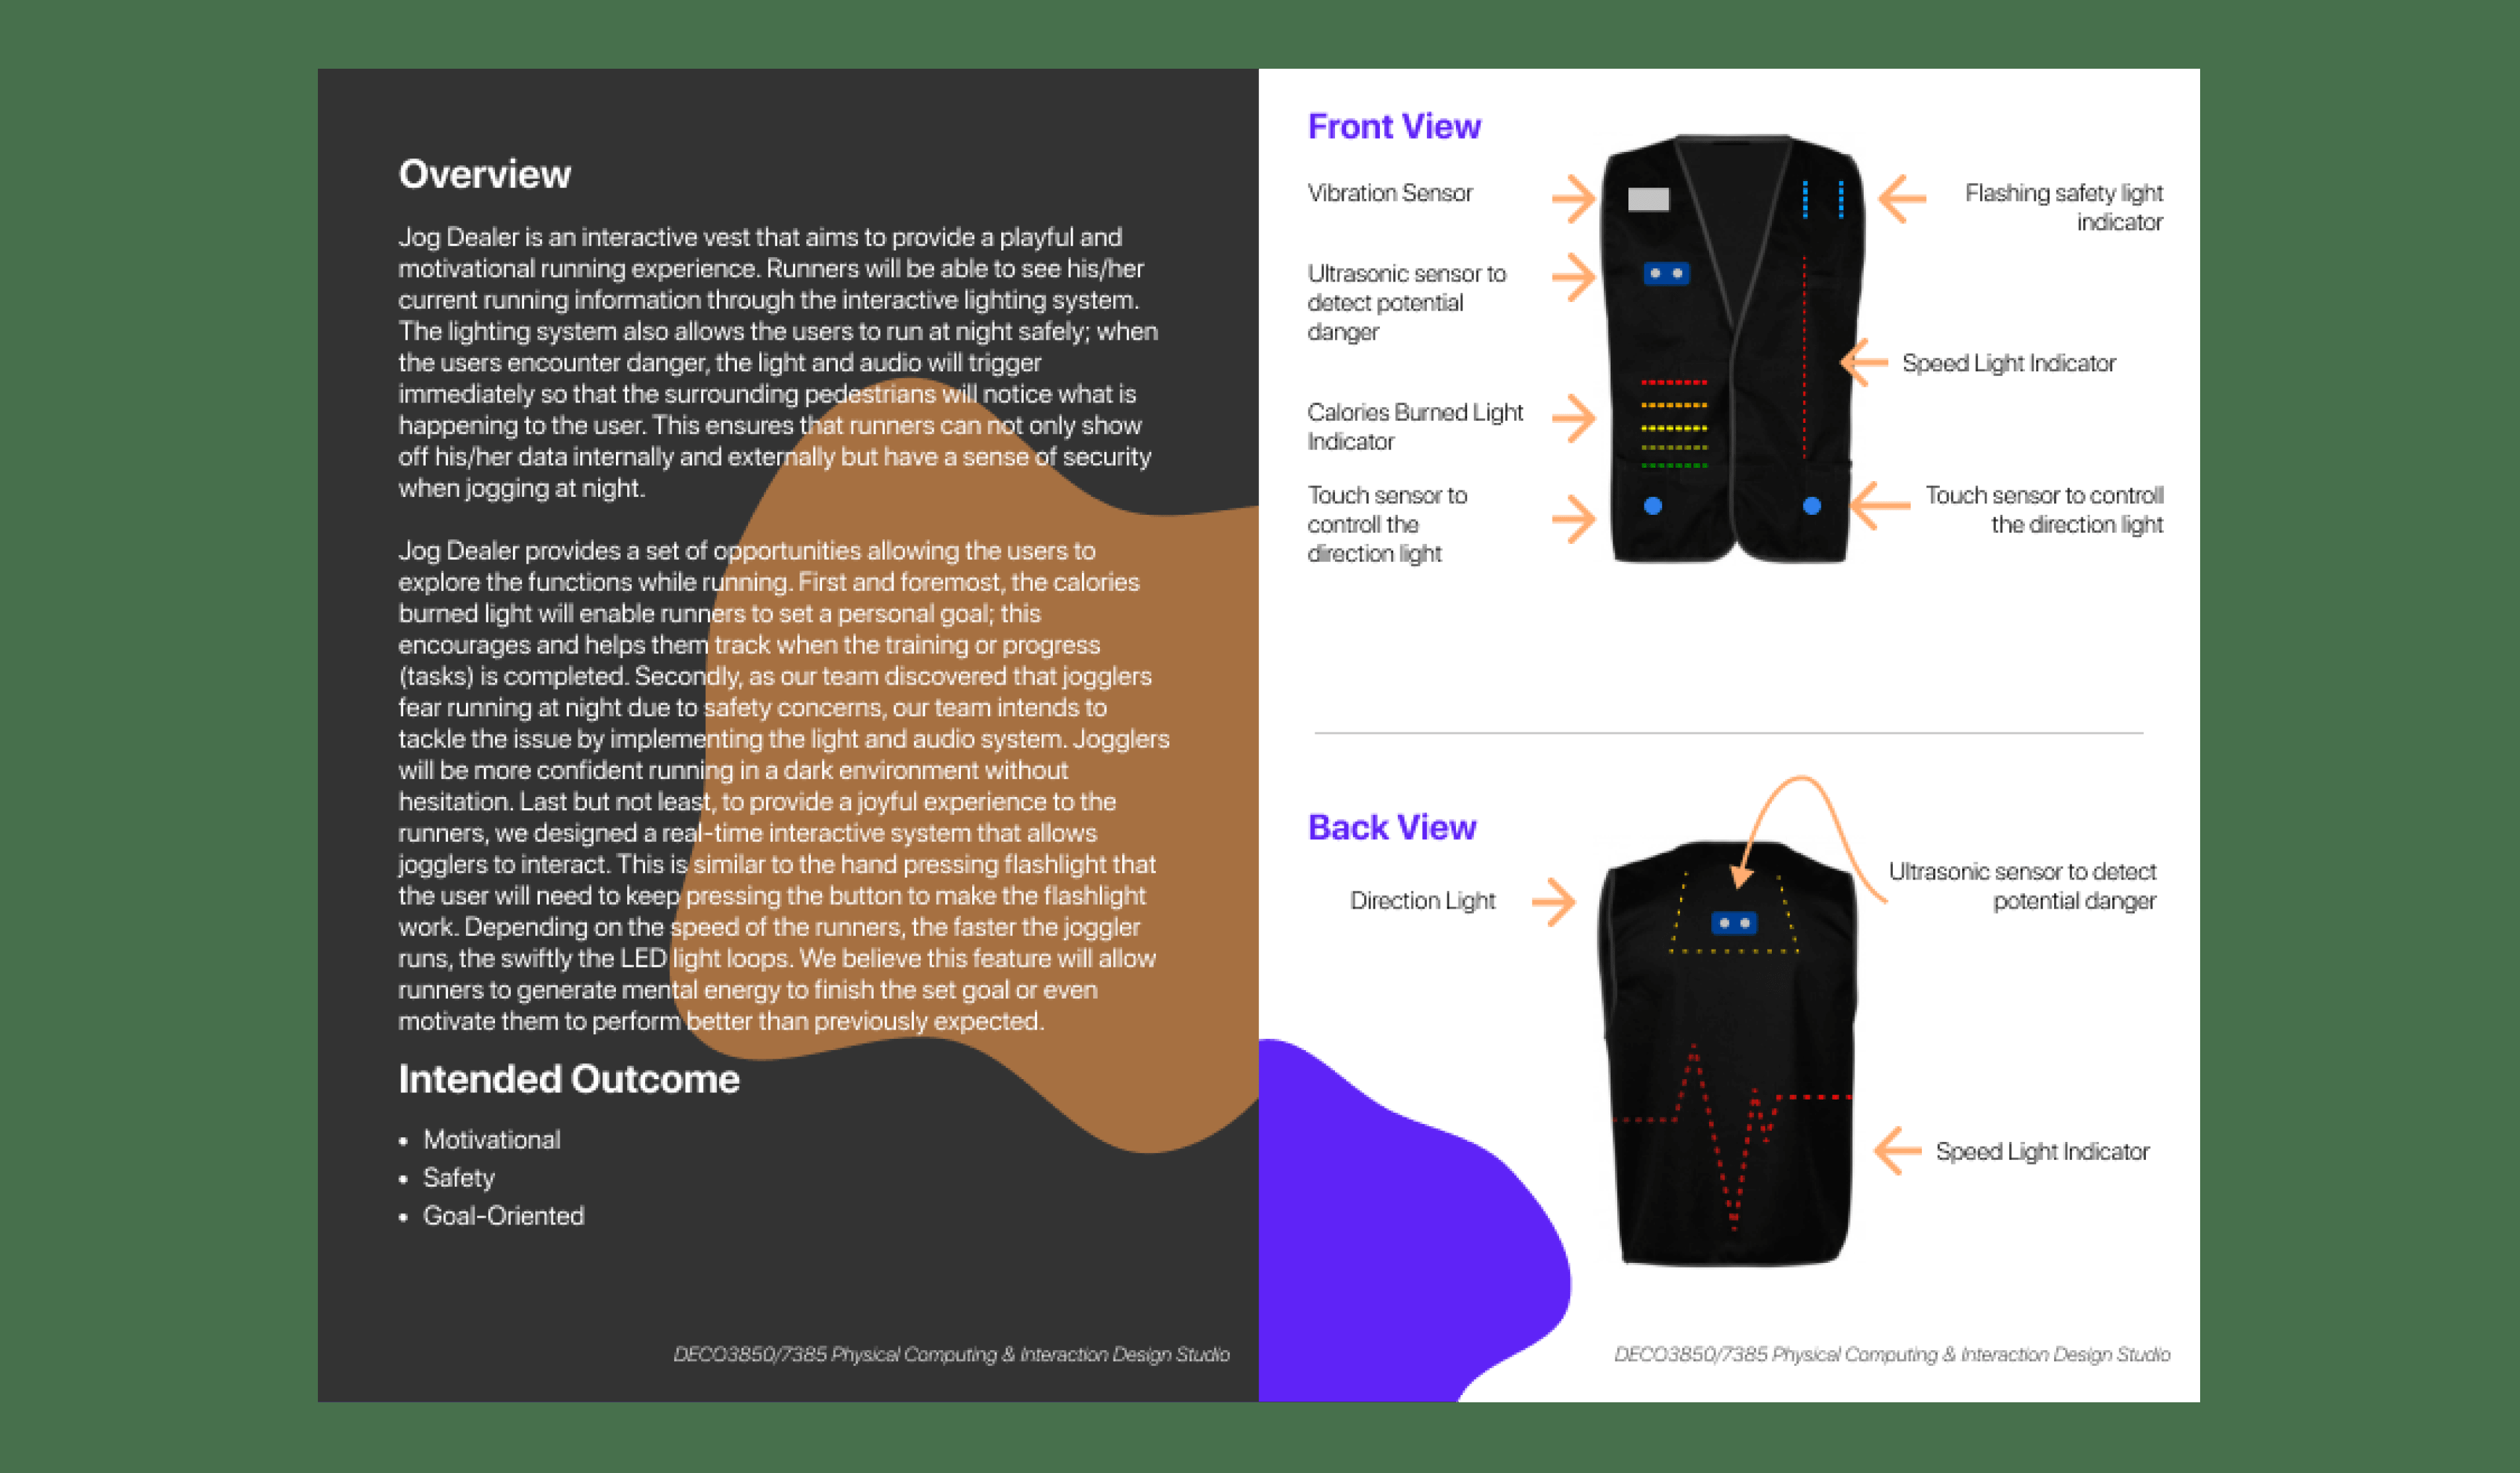 Overview
Jog Dealer is an interactive vest that aims to provide a playful and
motivational running experience. Runners will be able to see his/her
current running information through the interactive lighting system.
The lighting system also allows the users to run at night safely; when
the users encounter danger, the light and audio will trigger
immediately so that the surrounding pedestrians will notice what is
happening to the user. This ensures that runners can not only show
off his/her data internally and externally but have a sense of security
when jogging at night.
Jog Dealer provides a set of opportunities allowing the users to
explore the functions while running. First and foremost, the calories
burned light will enable runners to set a personal goal; this
encourages and helps them track when the training or progress
(tasks) is completed. Secondly, as our team discovered that jogglers
fear running at night due to safety concerns, our team intends to
tackle the issue by implementing the light and audio system. Jogglers
will be more confident running in a dark environment without
hesitation. Last but not least, to provide a joyful experience to the
runners, we designed a real-time interactive system that allows
jogglers to interact. This is similar to the hand pressing flashlight that
the user will need to keep pressing the button to make the flashlight
work. Depending on the speed of the runners, the faster the joggler
runs, the swiftly the LED light loops. We believe this feature will allow
runners to generate mental energy to finish the set goal or even
motivate them to perform better than previously expected.
Intended Outcome
• Motivational
• Safety
• Goal-Oriented
DECO3850/7385 Physical Computing & Interaction Design Studio
Front View
Vibration Sensor
Ultrasonic sensor to
detect potential
danger
Calories Burned Light
Indicator
Touch sensor to
controll the
direction light
Flashing safety light
indicator
Speed Light Indicator
Touch sensor to controll
the direction light
Back View
Direction Light
Ultrasonic sensor to detect
potential danger
Speed Light Indicator
DECO3850/7385 Physical Computing & Interaction Design Studio